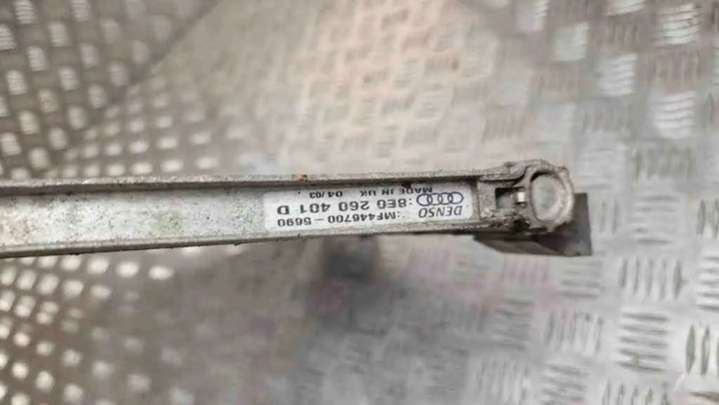 DENSO :MF446700-5690
:8E0 260 401 D
MADE IN UK 04/03